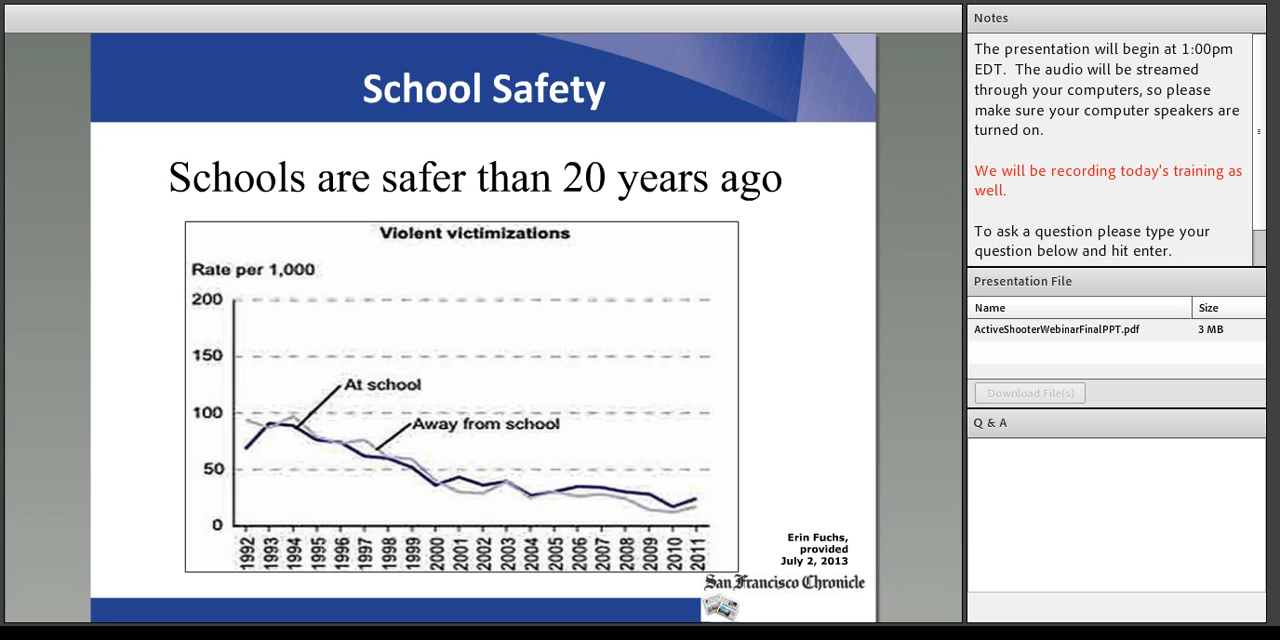 School Safety
Schools are safer than 20 years ago
Violent victimizations
Rate per 1,000
200
150
At school
100
Away from school
50
0
1992 1993 1994 1995 1996 1997 1998 1999 2000 2001 2002 2003 2004 2005 2006 2007 2008 2009 2010 2011
Erin Fuchs,
provided
July 2, 2013
San Francisco Chronicle
Notes
The presentation will begin at 1:00pm
EDT. The audio will be streamed
through your computers, so please
make sure your computer speakers are
turned on.
We will be recording today's training as
well.
To ask a question please type your
question below and hit enter.
Presentation File
Name Size
ActiveShooterWebinarFinalPPT.pdf 3 MB
Download File(s)
Q & A